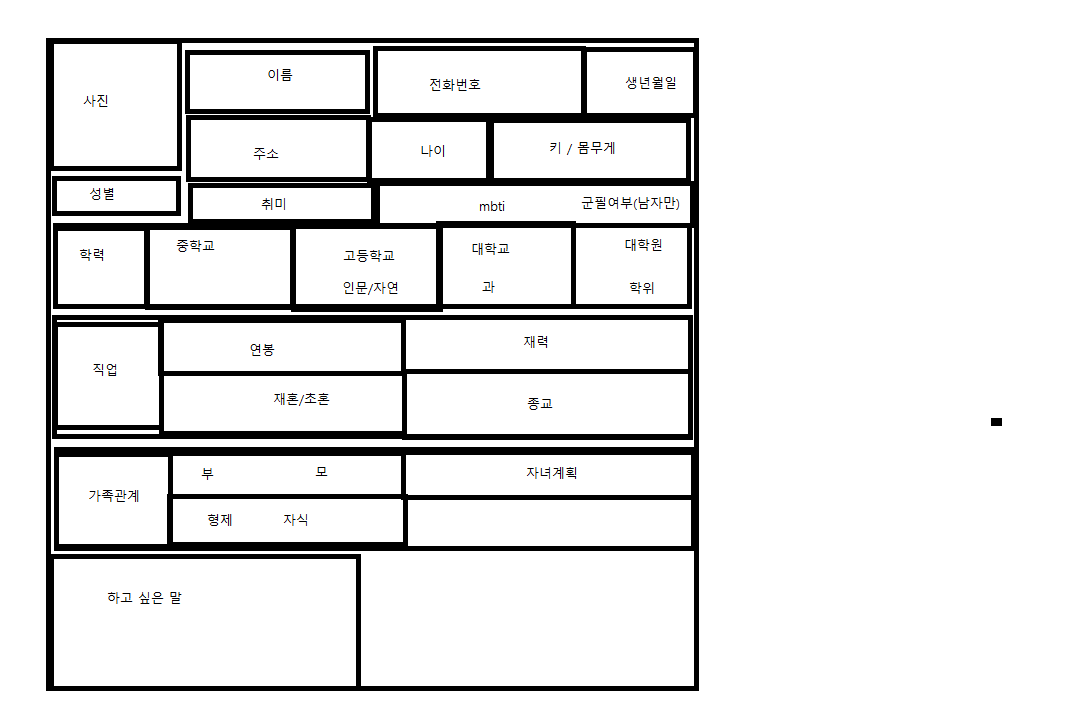 사진
이름
전화번호
생년월일
주소
나이
키 / 몸무게
성별
취미
mbti
군필여부(남자만)
학력
중학교
고등학교
인문/자연
대학교
과
대학원
학위
직업
연봉
재력
재혼/초혼
종교
가족관계
부 모
자녀계획
형제 자식
하고 싶은 말